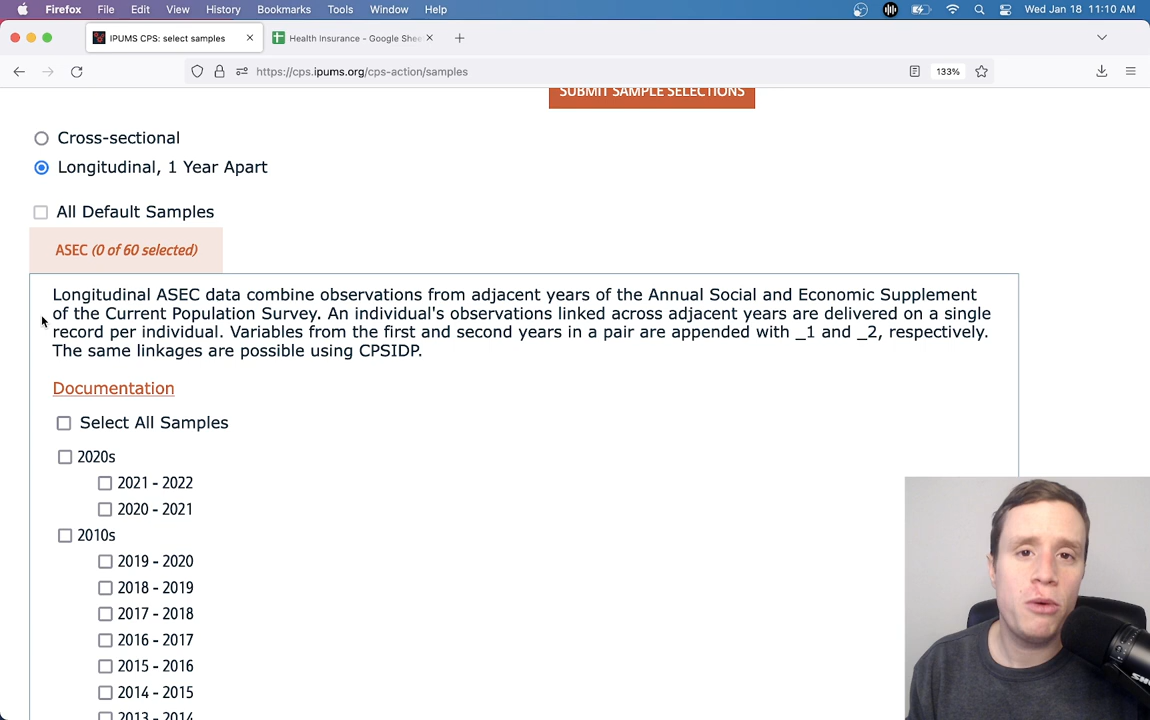 Firefox File Edit View History Bookmarks Tools Window Help Wed Jan 18 11:10 AM
IPUMS CPS: select samples Health Insurance - Google Shee
https://cps.ipums.org/cps-action/samples 133%
SUBMIT SAMPLE SELECTIONS
Cross-sectional
Longitudinal, 1 Year Apart
All Default Samples
ASEC (0 of 60 selected)
Longitudinal ASEC data combine observations from adjacent years of the Annual Social and Economic Supplement
of the Current Population Survey. An individual's observations linked across adjacent years are delivered on a single
record per individual. Variables from the first and second years in a pair are appended with _1 and _2, respectively.
The same linkages are possible using CPSIDP.
Documentation
Select All Samples
2020s
2021 - 2022
2020 - 2021
2010s
2019 - 2020
2018 - 2019
2017 - 2018
2016 - 2017
2015 - 2016
2014 - 2015
2013 - 2014